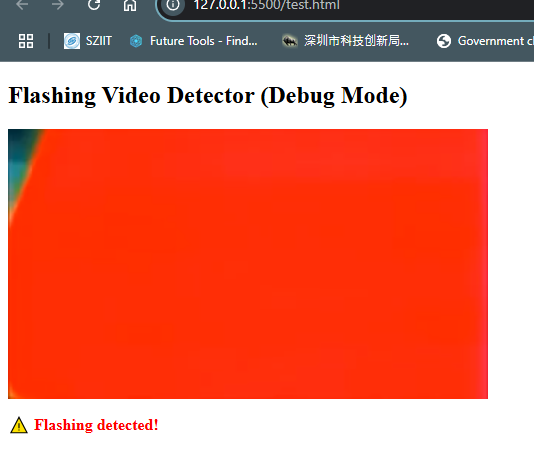 127.0.0.1:5500/test.html
SZIIT Future Tools - Find... 深圳市科技创新局... Government
Flashing Video Detector (Debug Mode)
Flashing detected!